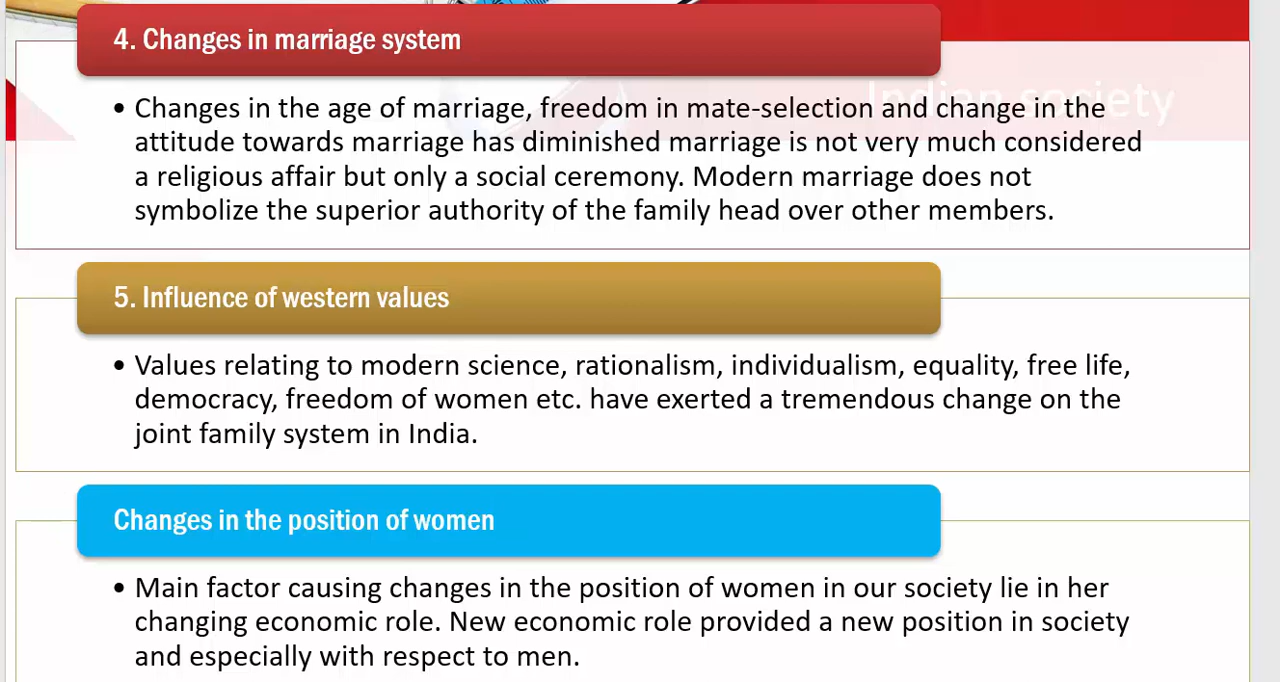 Indian society
4. Changes in marriage system
• Changes in the age of marriage, freedom in mate-selection and change in the
attitude towards marriage has diminished marriage is not very much considered
a religious affair but only a social ceremony. Modern marriage does not
symbolize the superior authority of the family head over other members.
5. Influence of western values
• Values relating to modern science, rationalism, individualism, equality, free life,
democracy, freedom of women etc. have exerted a tremendous change on the
joint family system in India.
Changes in the position of women
• Main factor causing changes in the position of women in our society lie in her
changing economic role. New economic role provided a new position in society
and especially with respect to men.